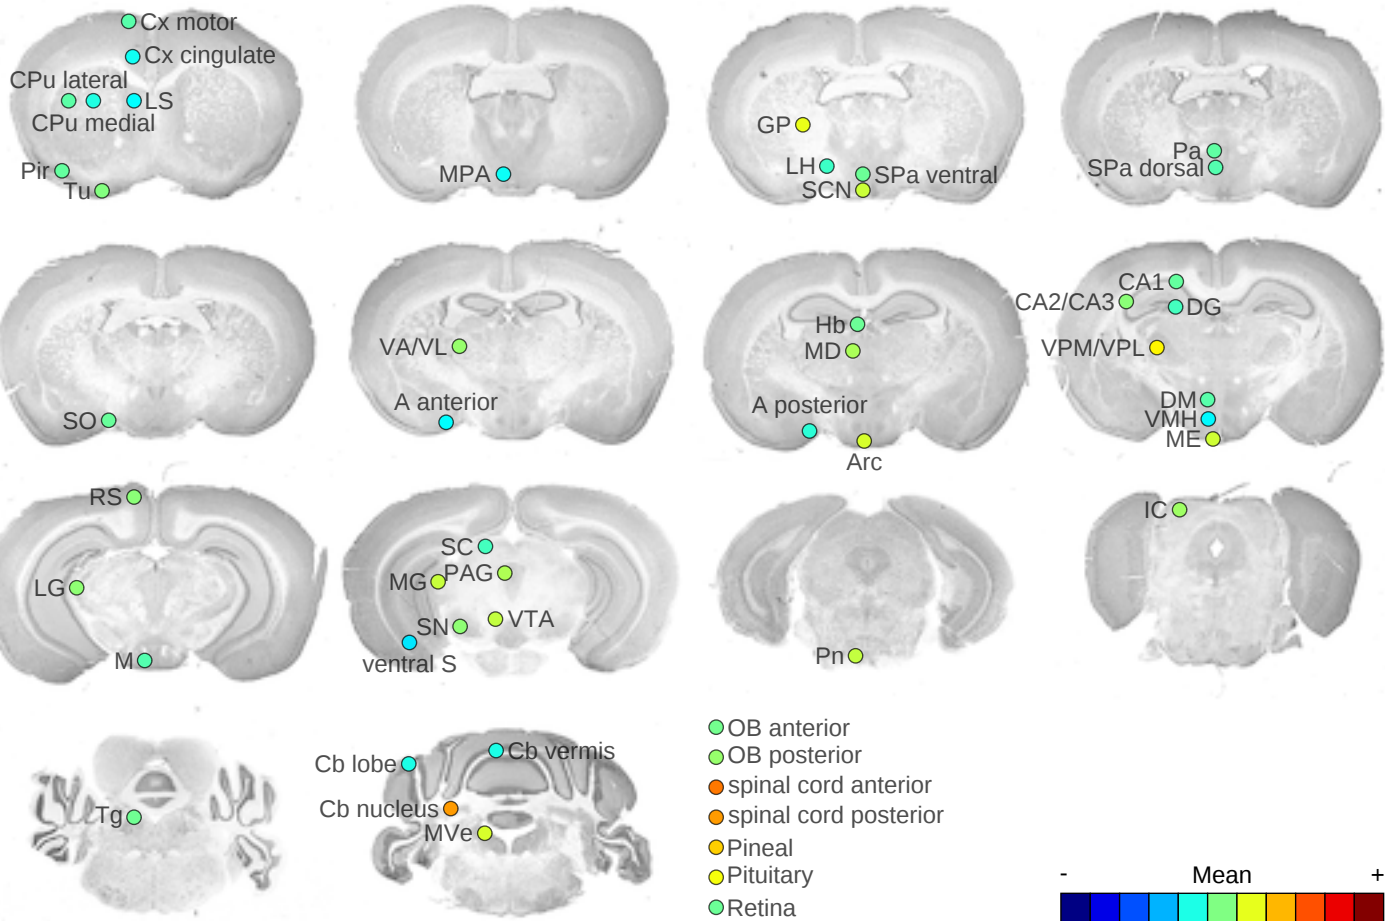 Cx motor
Cx cingulate
CPu lateral
LS
CPu medial
Pir
Tu
MPA
GP
LH
SPa ventral
SCN
Pa
SPa dorsal
SO
VA/VL
A anterior
Hb
MD
A posterior
Arc
CA1
CA2/CA3
DG
VPM/VPL
DM
VMH
ME
RS
LG
M
SC
PAG
MG
VTA
SN
ventral S
Pn
IC
Tg
Cb vermis
Cb lobe
Cb nucleus
MVe
OB anterior
OB posterior
spinal cord anterior
spinal cord posterior
Pineal
Pituitary
Retina
- Mean +